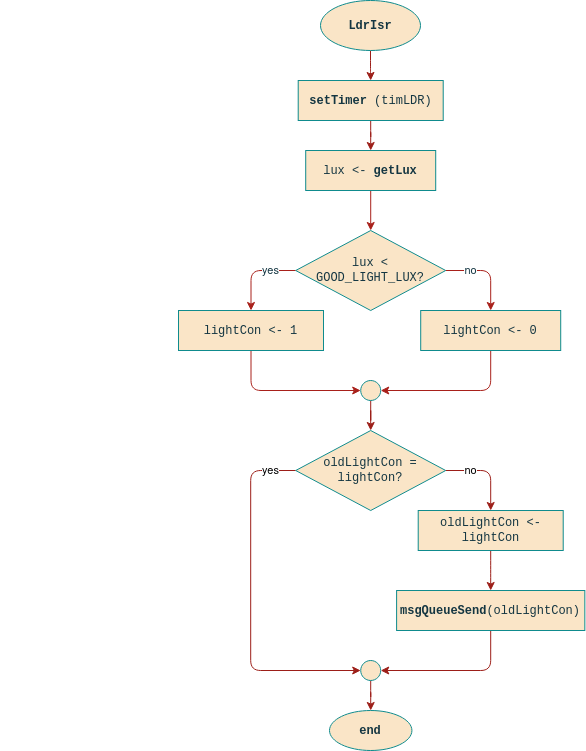 LdrIsr
setTimer (timLDR)
lux <- getLux
lux <
GOOD_LIGHT_LUX?
yes
no
lightCon <- 1
lightCon <- 0
oldLightCon =
lightCon?
yes
no
oldLightCon <-
lightCon
msgQueueSend(oldLightCon)
end